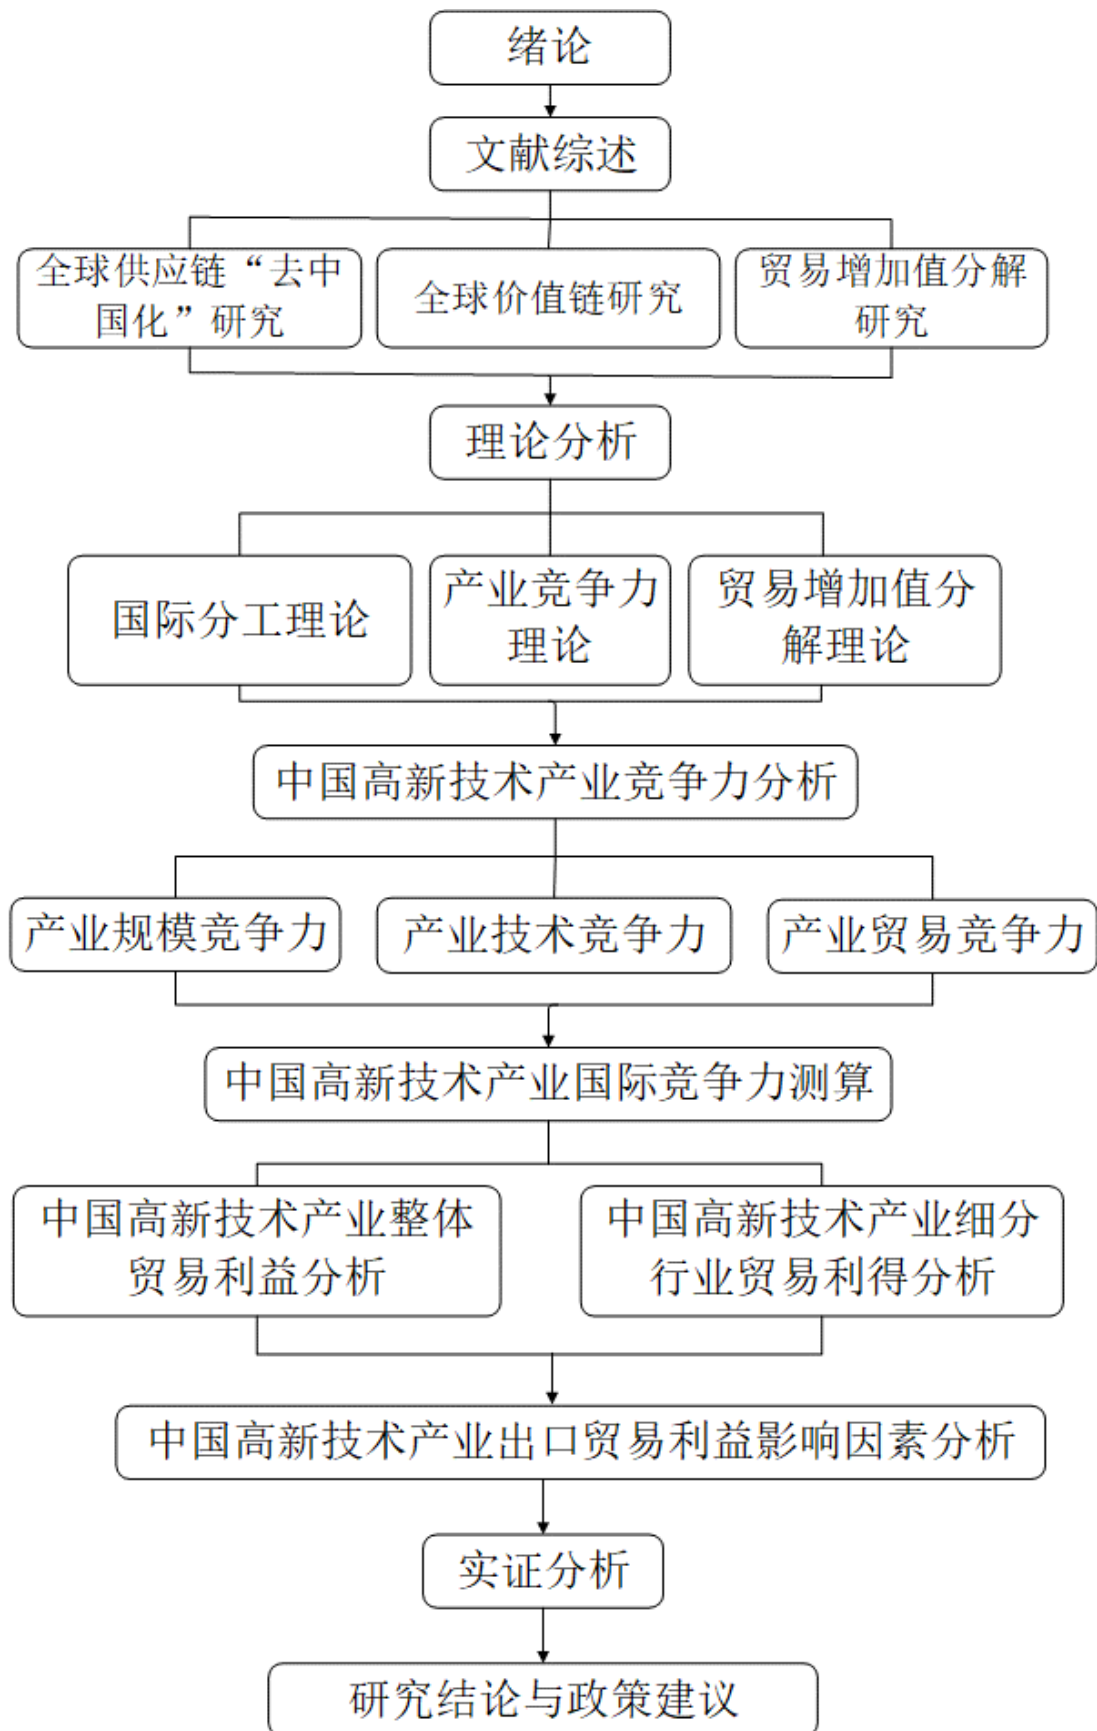 绪论
文献综述
全球供应链“去中
国化”研究
全球价值链研究
贸易增加值分解
研究
理论分析
国际分工理论
产业竞争力
理论
贸易增加值分
解理论
中国高新技术产业竞争力分析
产业规模竞争力
产业技术竞争力
产业贸易竞争力
中国高新技术产业国际竞争力测算
中国高新技术产业整体
贸易利益分析
中国高新技术产业细分
行业贸易利得分析
中国高新技术产业出口贸易利益影响因素分析
实证分析
研究结论与政策建议